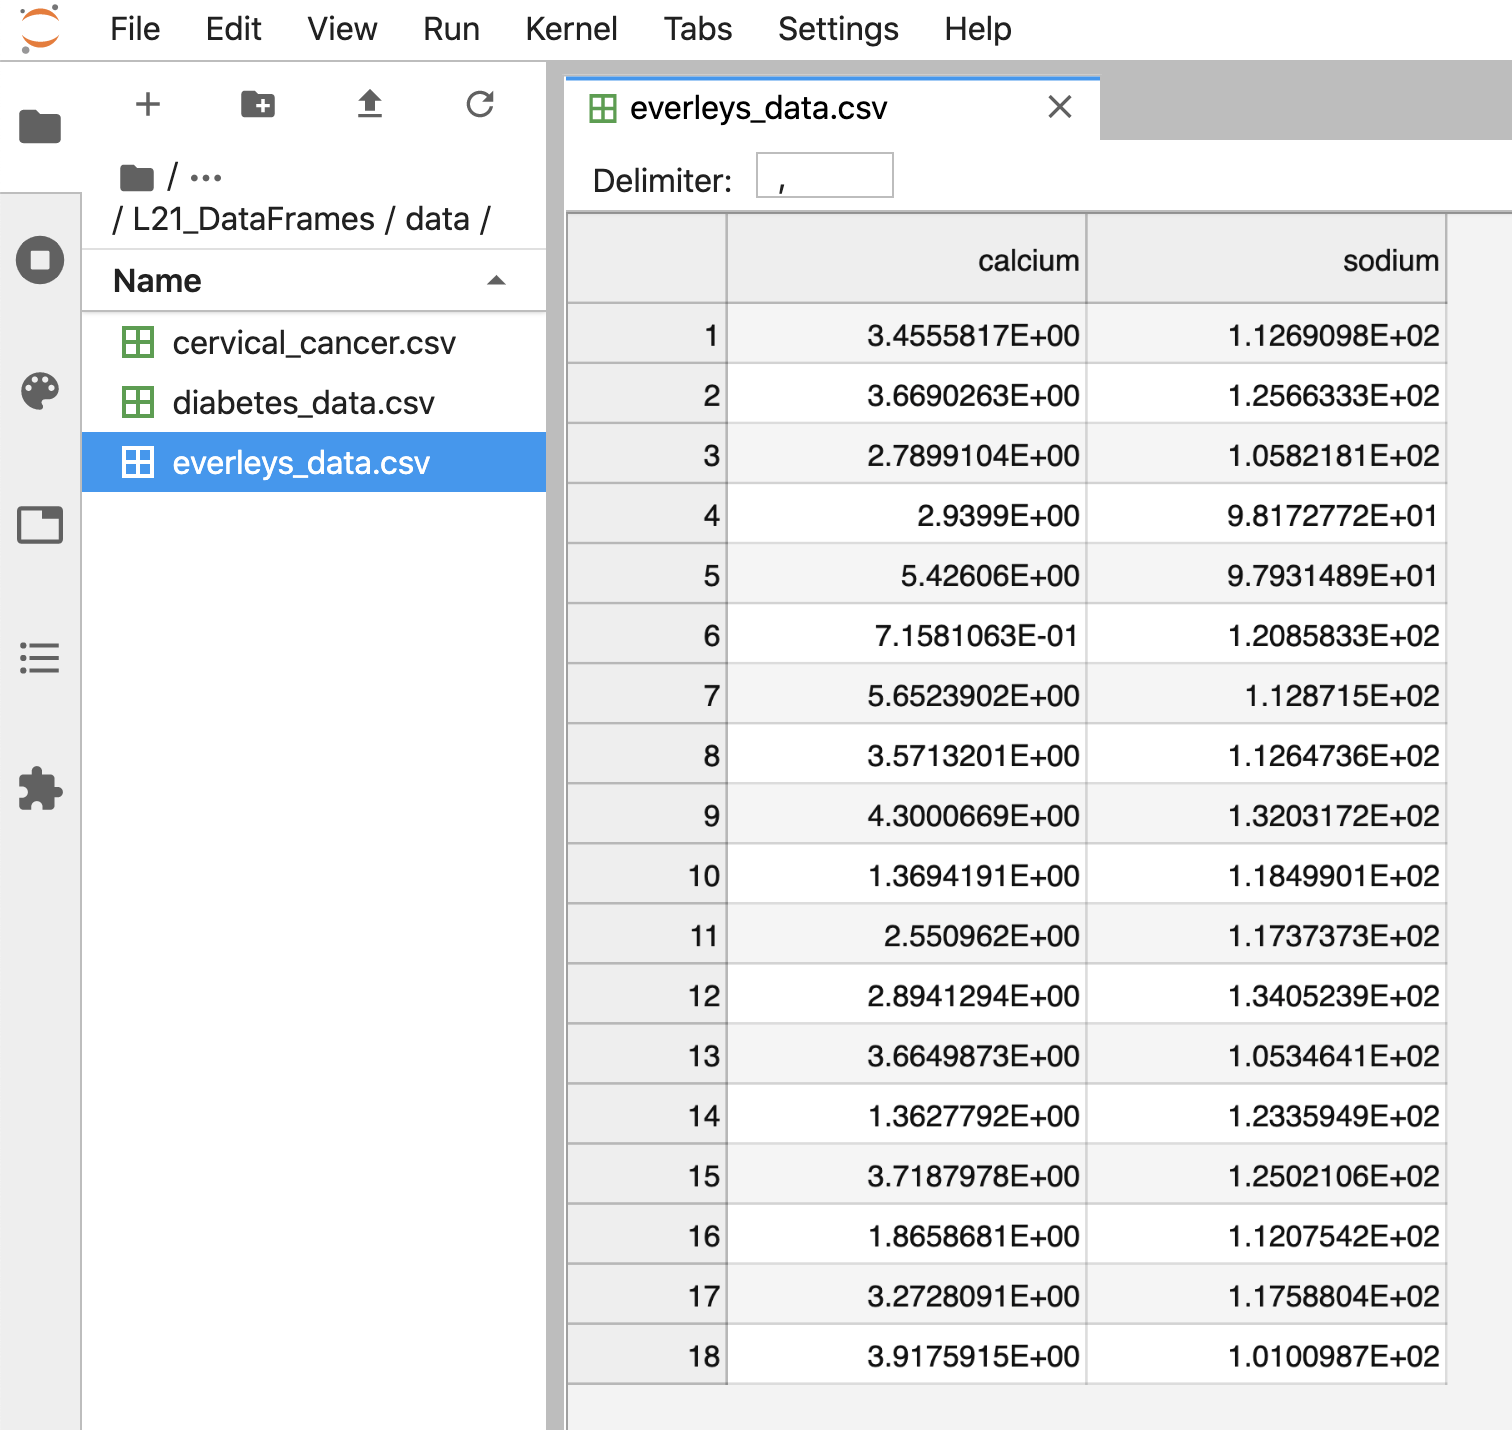 File Edit View Run Kernel Tabs Settings Help
/ ...
/ L21_DataFrames / data /
Name
cervical_cancer.csv
diabetes_data.csv
everleys_data.csv
everleys_data.csv
Delimiter: ,
calcium sodium
1 3.4555817E+00 1.1269098E+02
2 3.6690263E+00 1.2566333E+02
3 2.7899104E+00 1.0582181E+02
4 2.9399E+00 9.8172772E+01
5 5.42606E+00 9.7931489E+01
6 7.1581063E-01 1.2085833E+02
7 5.6523902E+00 1.128715E+02
8 3.5713201E+00 1.1264736E+02
9 4.3000669E+00 1.3203172E+02
10 1.3694191E+00 1.1849901E+02
11 2.550962E+00 1.1737373E+02
12 2.8941294E+00 1.3405239E+02
13 3.6649873E+00 1.0534641E+02
14 1.3627792E+00 1.2335949E+02
15 3.7187978E+00 1.2502106E+02
16 1.8658681E+00 1.1207542E+02
17 3.2728091E+00 1.1758804E+02
18 3.9175915E+00 1.0100987E+02